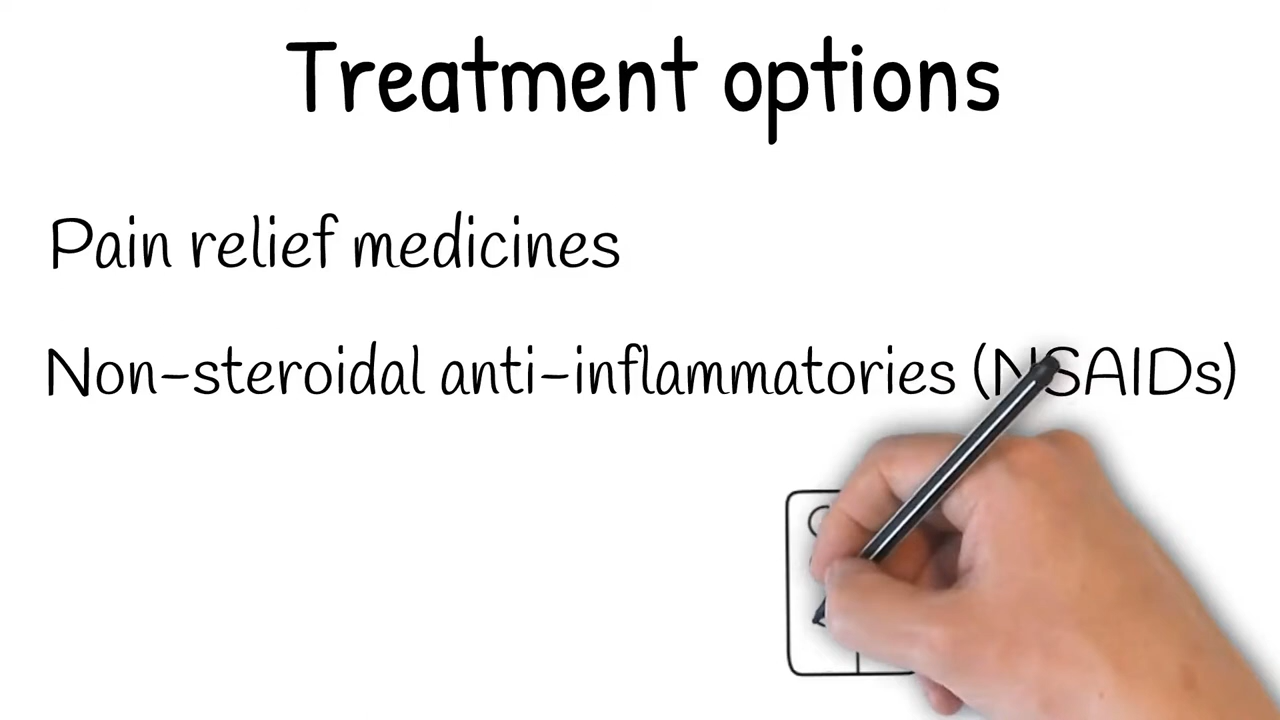 Treatment options
Pain relief medicines
Non-steroidal anti-inflammatories (NSAIDs)